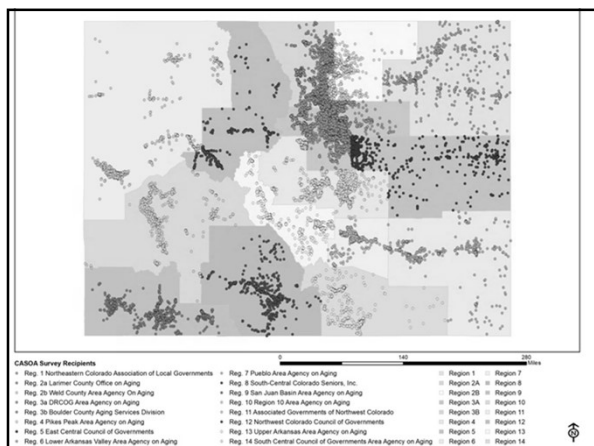 CASOA Survey Recipients
Reg. 1 Northeastern Colorado Association of Local Governments
Reg. 2a Larimer County Office on Aging
Reg. 2b Weld County Area Agency On Aging
Reg. 3a DRCOG Area Agency on Aging
Reg. 3b Boulder County Aging Services Division
Reg. 4 Pikes Peak Area Agency on Aging
Reg. 5 East Central Council of Governments
Reg. 6 Lower Arkansas Valley Area Agency on Aging
Reg. 7 Pueblo Area Agency on Aging
Reg. 8 South-Central Colorado Seniors, Inc.
Reg. 9 San Juan Basin Area Agency on Aging
Reg. 10 Region 10 Area Agency on Aging
Reg. 11 Associated Governments of Northwest Colorado
Reg. 12 Northwest Colorado Council of Governments
Reg. 13 Upper Arkansas Area Agency on Aging
Reg. 14 South Central Council of Governments Area Agency on Aging
0 140 280
Miles
Region 1
Region 2A
Region 2B
Region 3A
Region 3B
Region 4
Region 5
Region 6
Region 7
Region 8
Region 9
Region 10
Region 11
Region 12
Region 13
Region 14